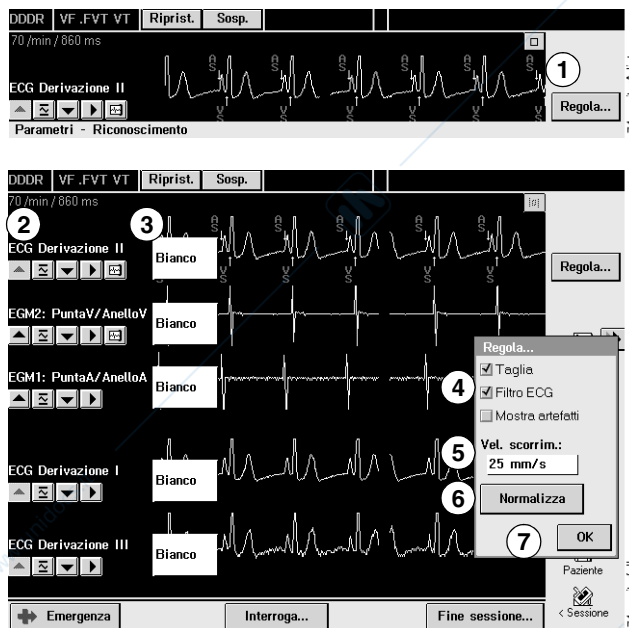 DDDR VF .FVT VT Riprist. Sosp.
70 /min / 860 ms
A S A S A S A S A S A S
1
ECG Derivazione II
V S V S V S V S V S V S
Regola...
Parametri - Riconoscimento
DDDR VF .FVT VT Riprist. Sosp.
70 /min / 860 ms
2
3
A S A S A S A S
ECG Derivazione II
Bianco
V S V S V S
Regola...
EGM2: PuntaV/AnelloV
Bianco
EGM1: PuntaA/AnelloA
Bianco
Regola...
Taglia
4
Filtro ECG
Mostra artefatti
5
Vel. scorrim.:
25 mm/s
ECG Derivazione I
Bianco
6
Normalizza
7
OK
ECG Derivazione III
Bianco
Paziente
Emergenza Interroga... Fine sessione...
< Sessione